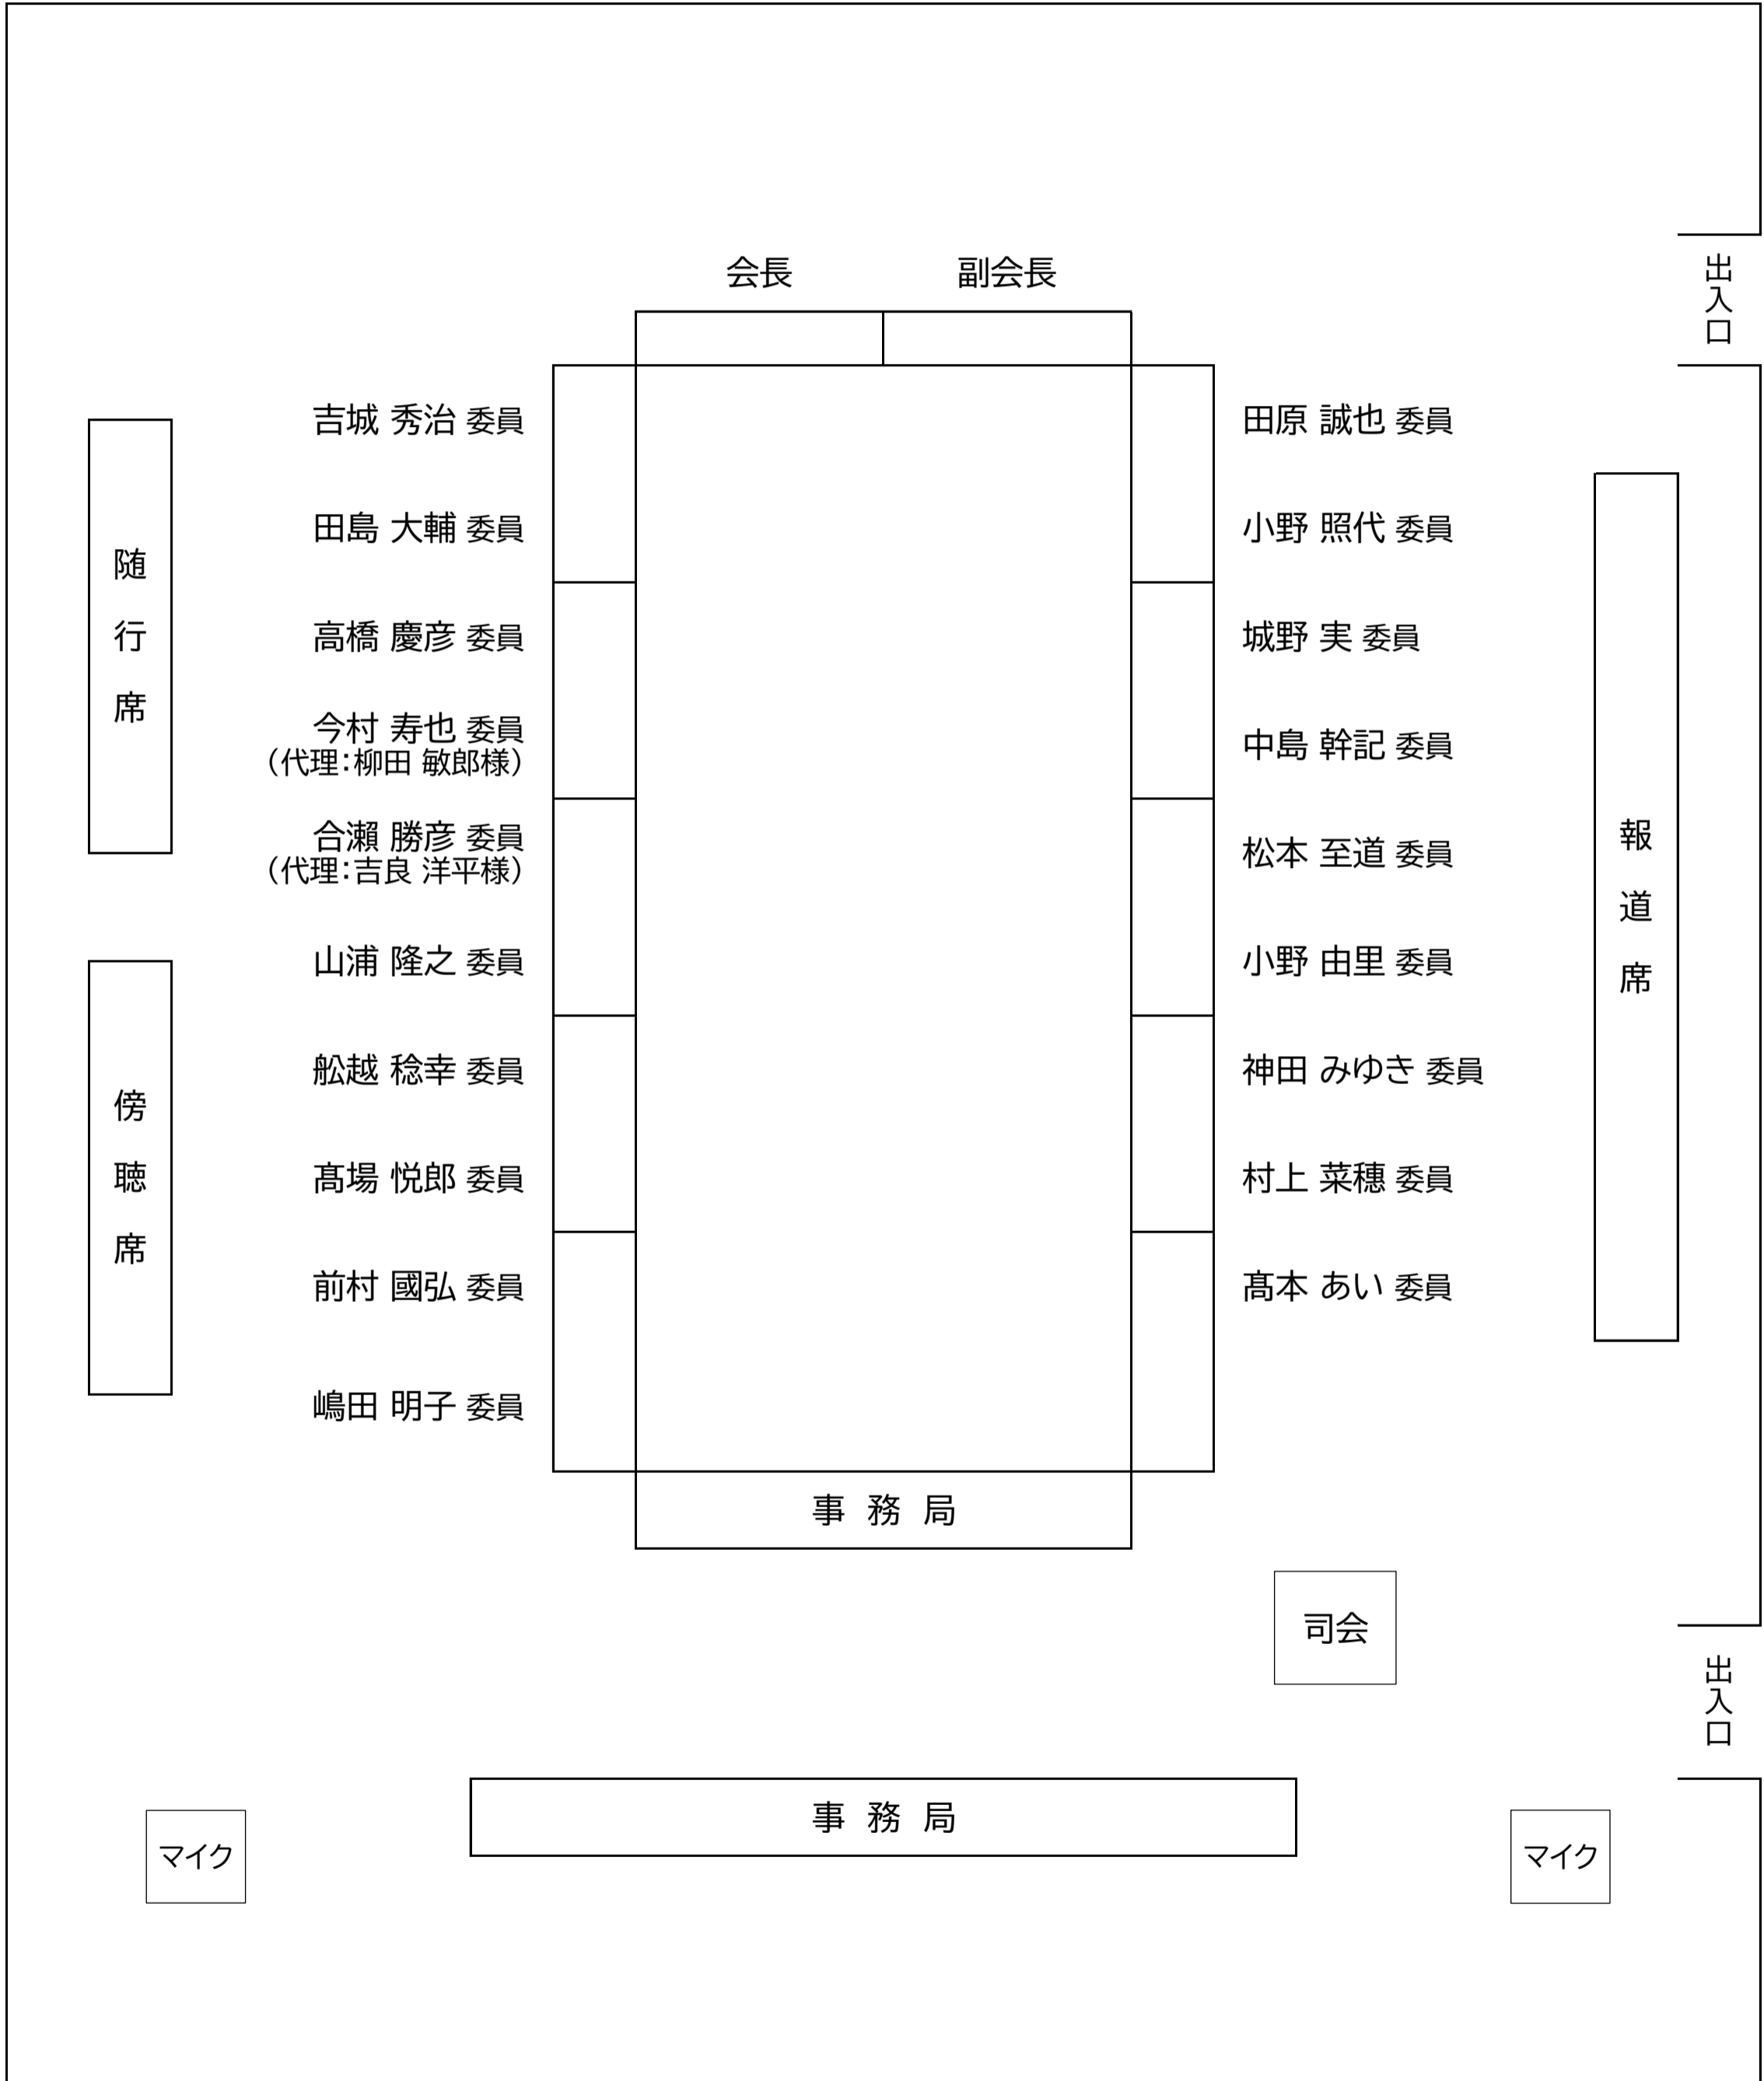 会長
副会長
出入口
吉城 秀治 委員
田島 大輔 委員
高橋 慶彦 委員
今村 寿也 委員
（代理：柳田 敏郎様）
合瀬 勝彦 委員
（代理：吉良 洋平様）
山浦 隆之 委員
舩越 稔幸 委員
髙場 悦郎 委員
前村 國弘 委員
嶋田 明子 委員
田原 誠也 委員
小野 照代 委員
城野 実 委員
中島 幹記 委員
松本 至道 委員
小野 由里 委員
神田 みゆき 委員
村上 菜穗 委員
髙本 あい 委員
随行席
傍聴席
報道席
事 務 局
司会
出入口
事 務 局
マイク
マイク